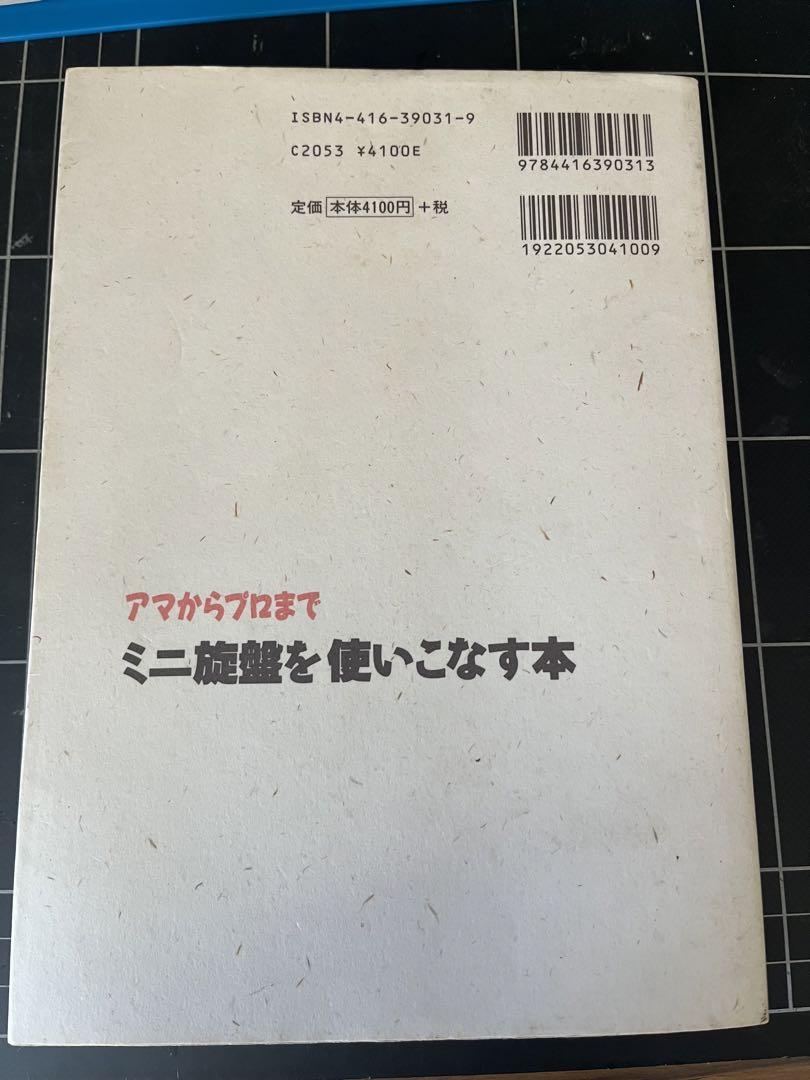 ISBN4-416-39031-9
C2053 ¥4100E
9784416390313
定価 本体4100円 +税
1922053041009
アマからプロまで
ミニ旋盤を使いこなす本